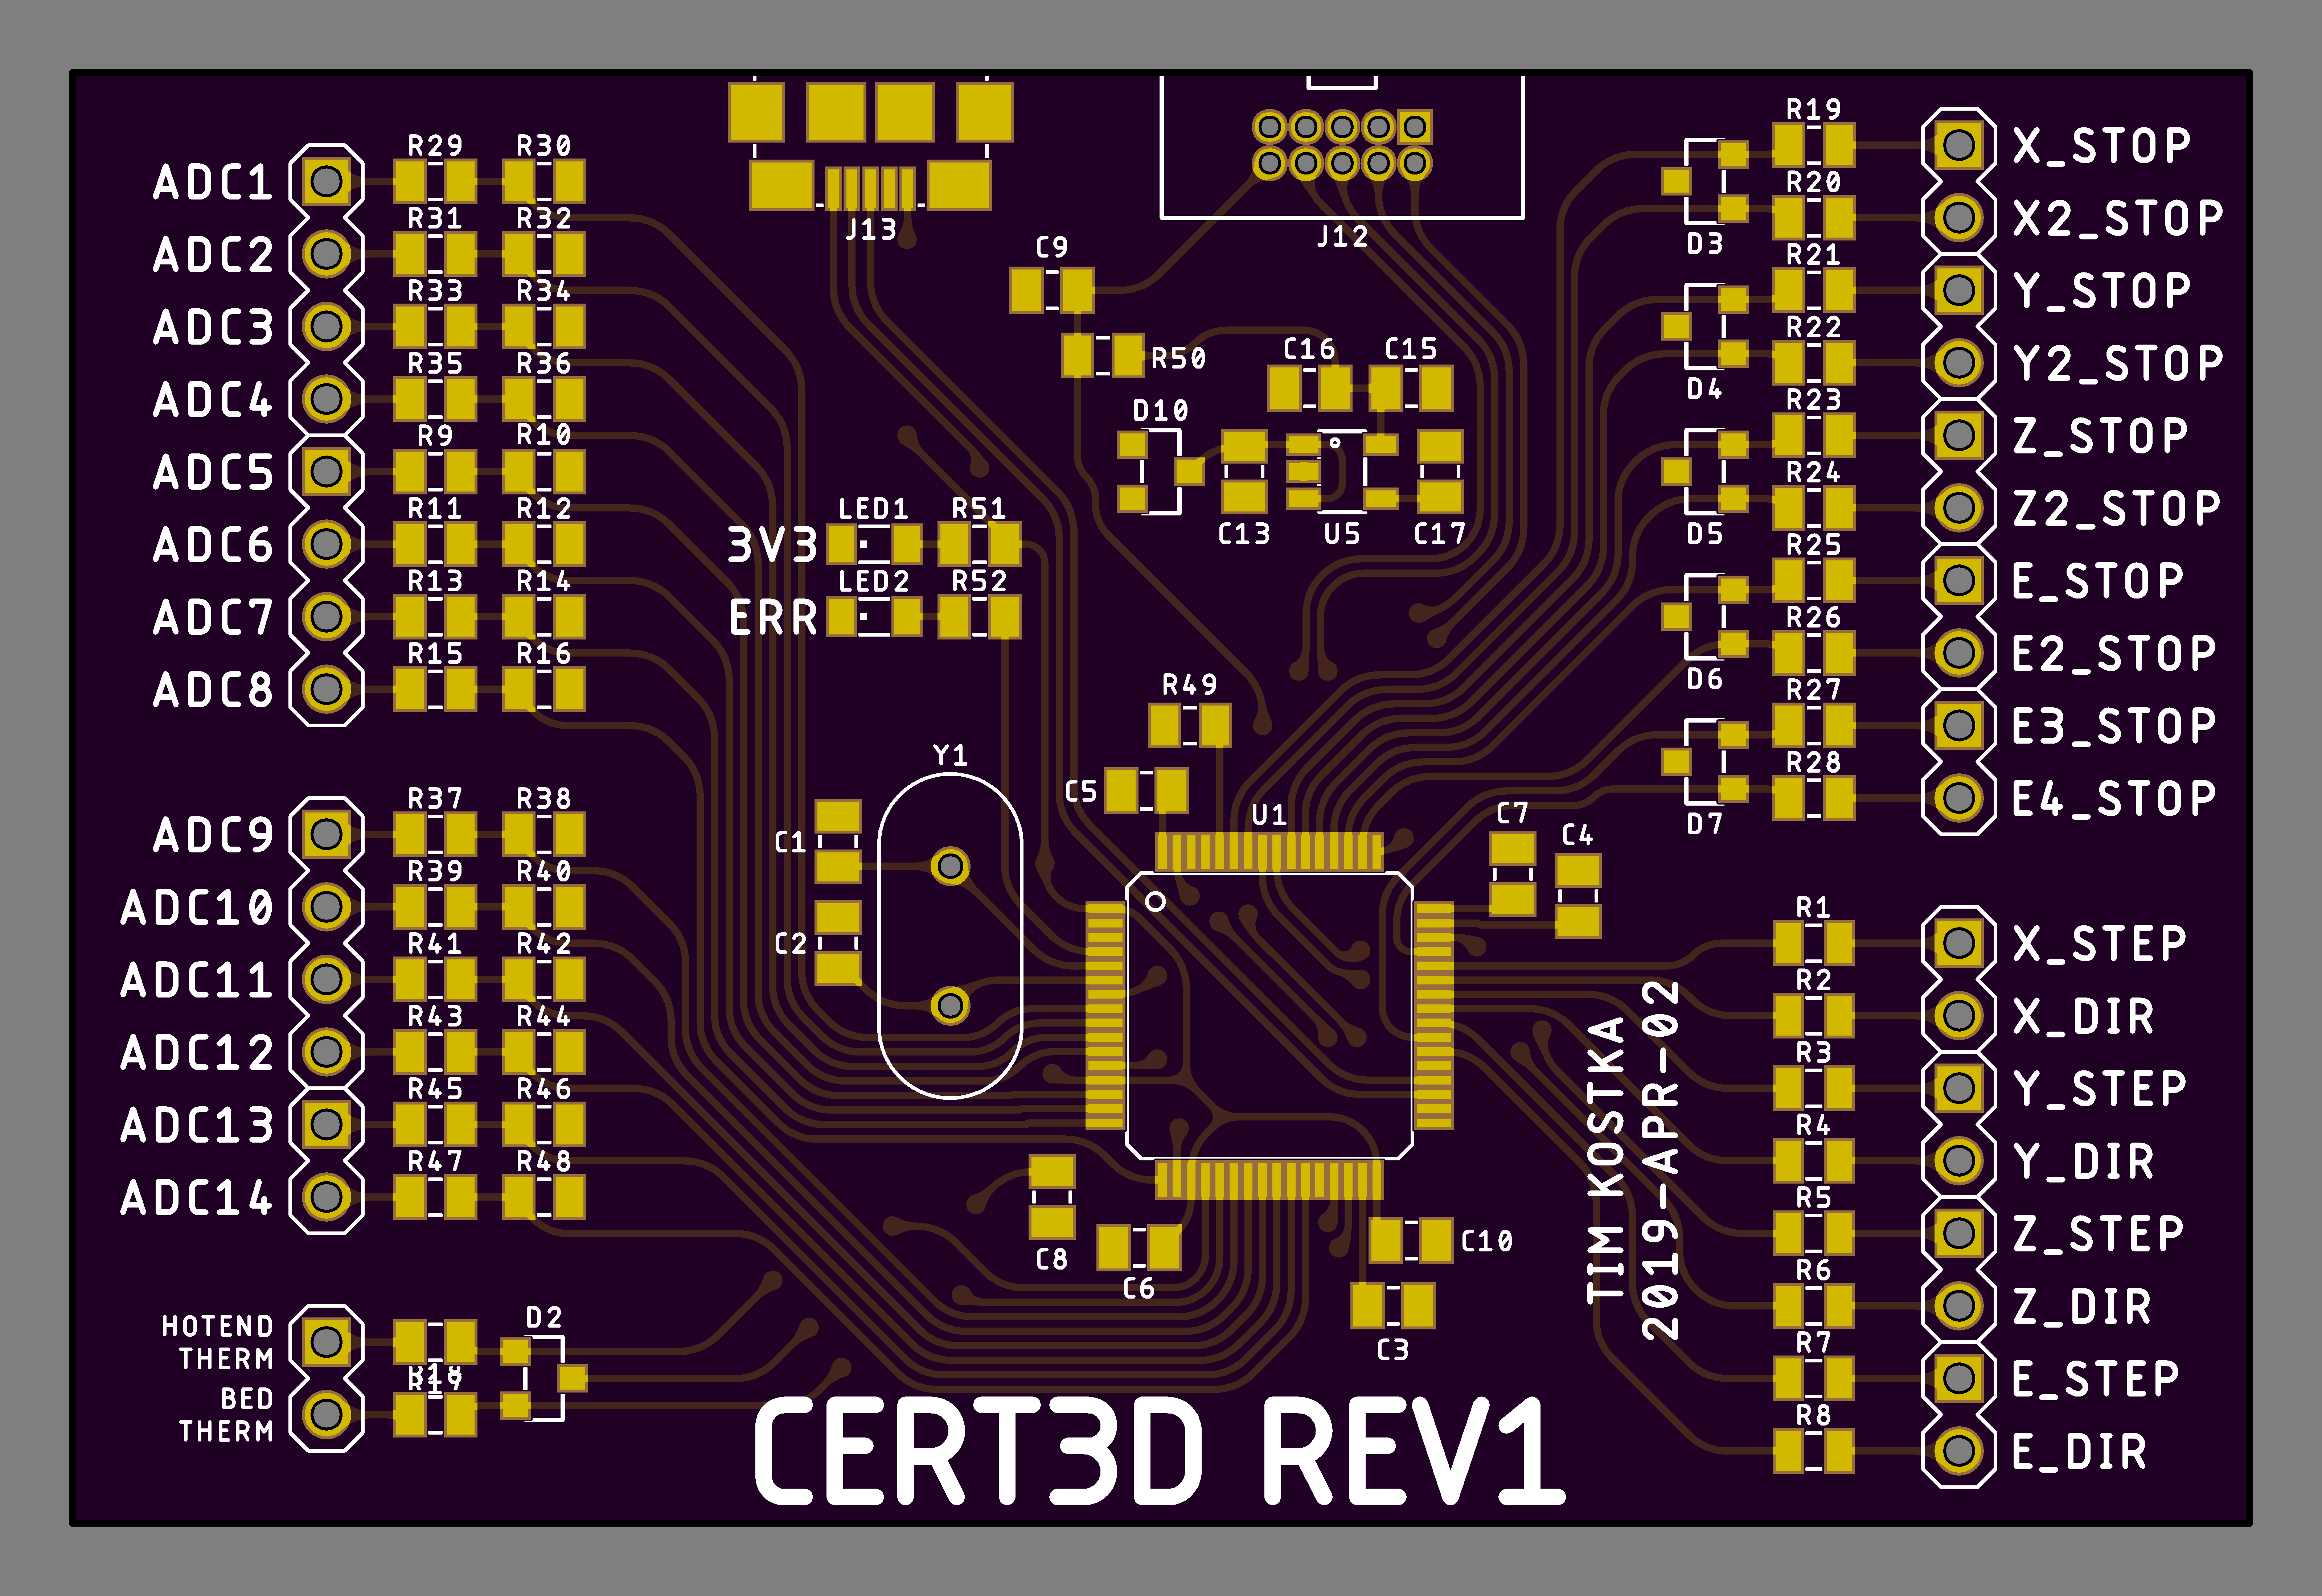 J13
J12
ADC1
ADC2
ADC3
ADC4
ADC5
ADC6
ADC7
ADC8
R29 R30
R31 R32
R33 R34
R35 R36
R9 R10
R11 R12
R13 R14
R15 R16
ADC9
ADC10
ADC11
ADC12
ADC13
ADC14
R37 R38
R39 R40
R41 R42
R43 R44
R45 R46
R47 R48
HOTEND
THERM
BED
THERM
D2
C9
R50
C16 C15
D10
C13 U5 C17
LED1 R51
3V3
LED2 R52
ERR
R49
C5
U1
Y1
C1
C2
C7
C4
C8
C6
C10
C3
D3
D4
D5
D6
D7
R19
R20
R21
R22
R23
R24
R25
R26
R27
R28
X_STOP
X2_STOP
Y_STOP
Y2_STOP
Z_STOP
Z2_STOP
E_STOP
E2_STOP
E3_STOP
E4_STOP
R1
R2
R3
R4
R5
R6
R7
R8
X_STEP
X_DIR
Y_STEP
Y_DIR
Z_STEP
Z_DIR
E_STEP
E_DIR
TIM KOSTKA
2019-APR-02
CERT3D REV1